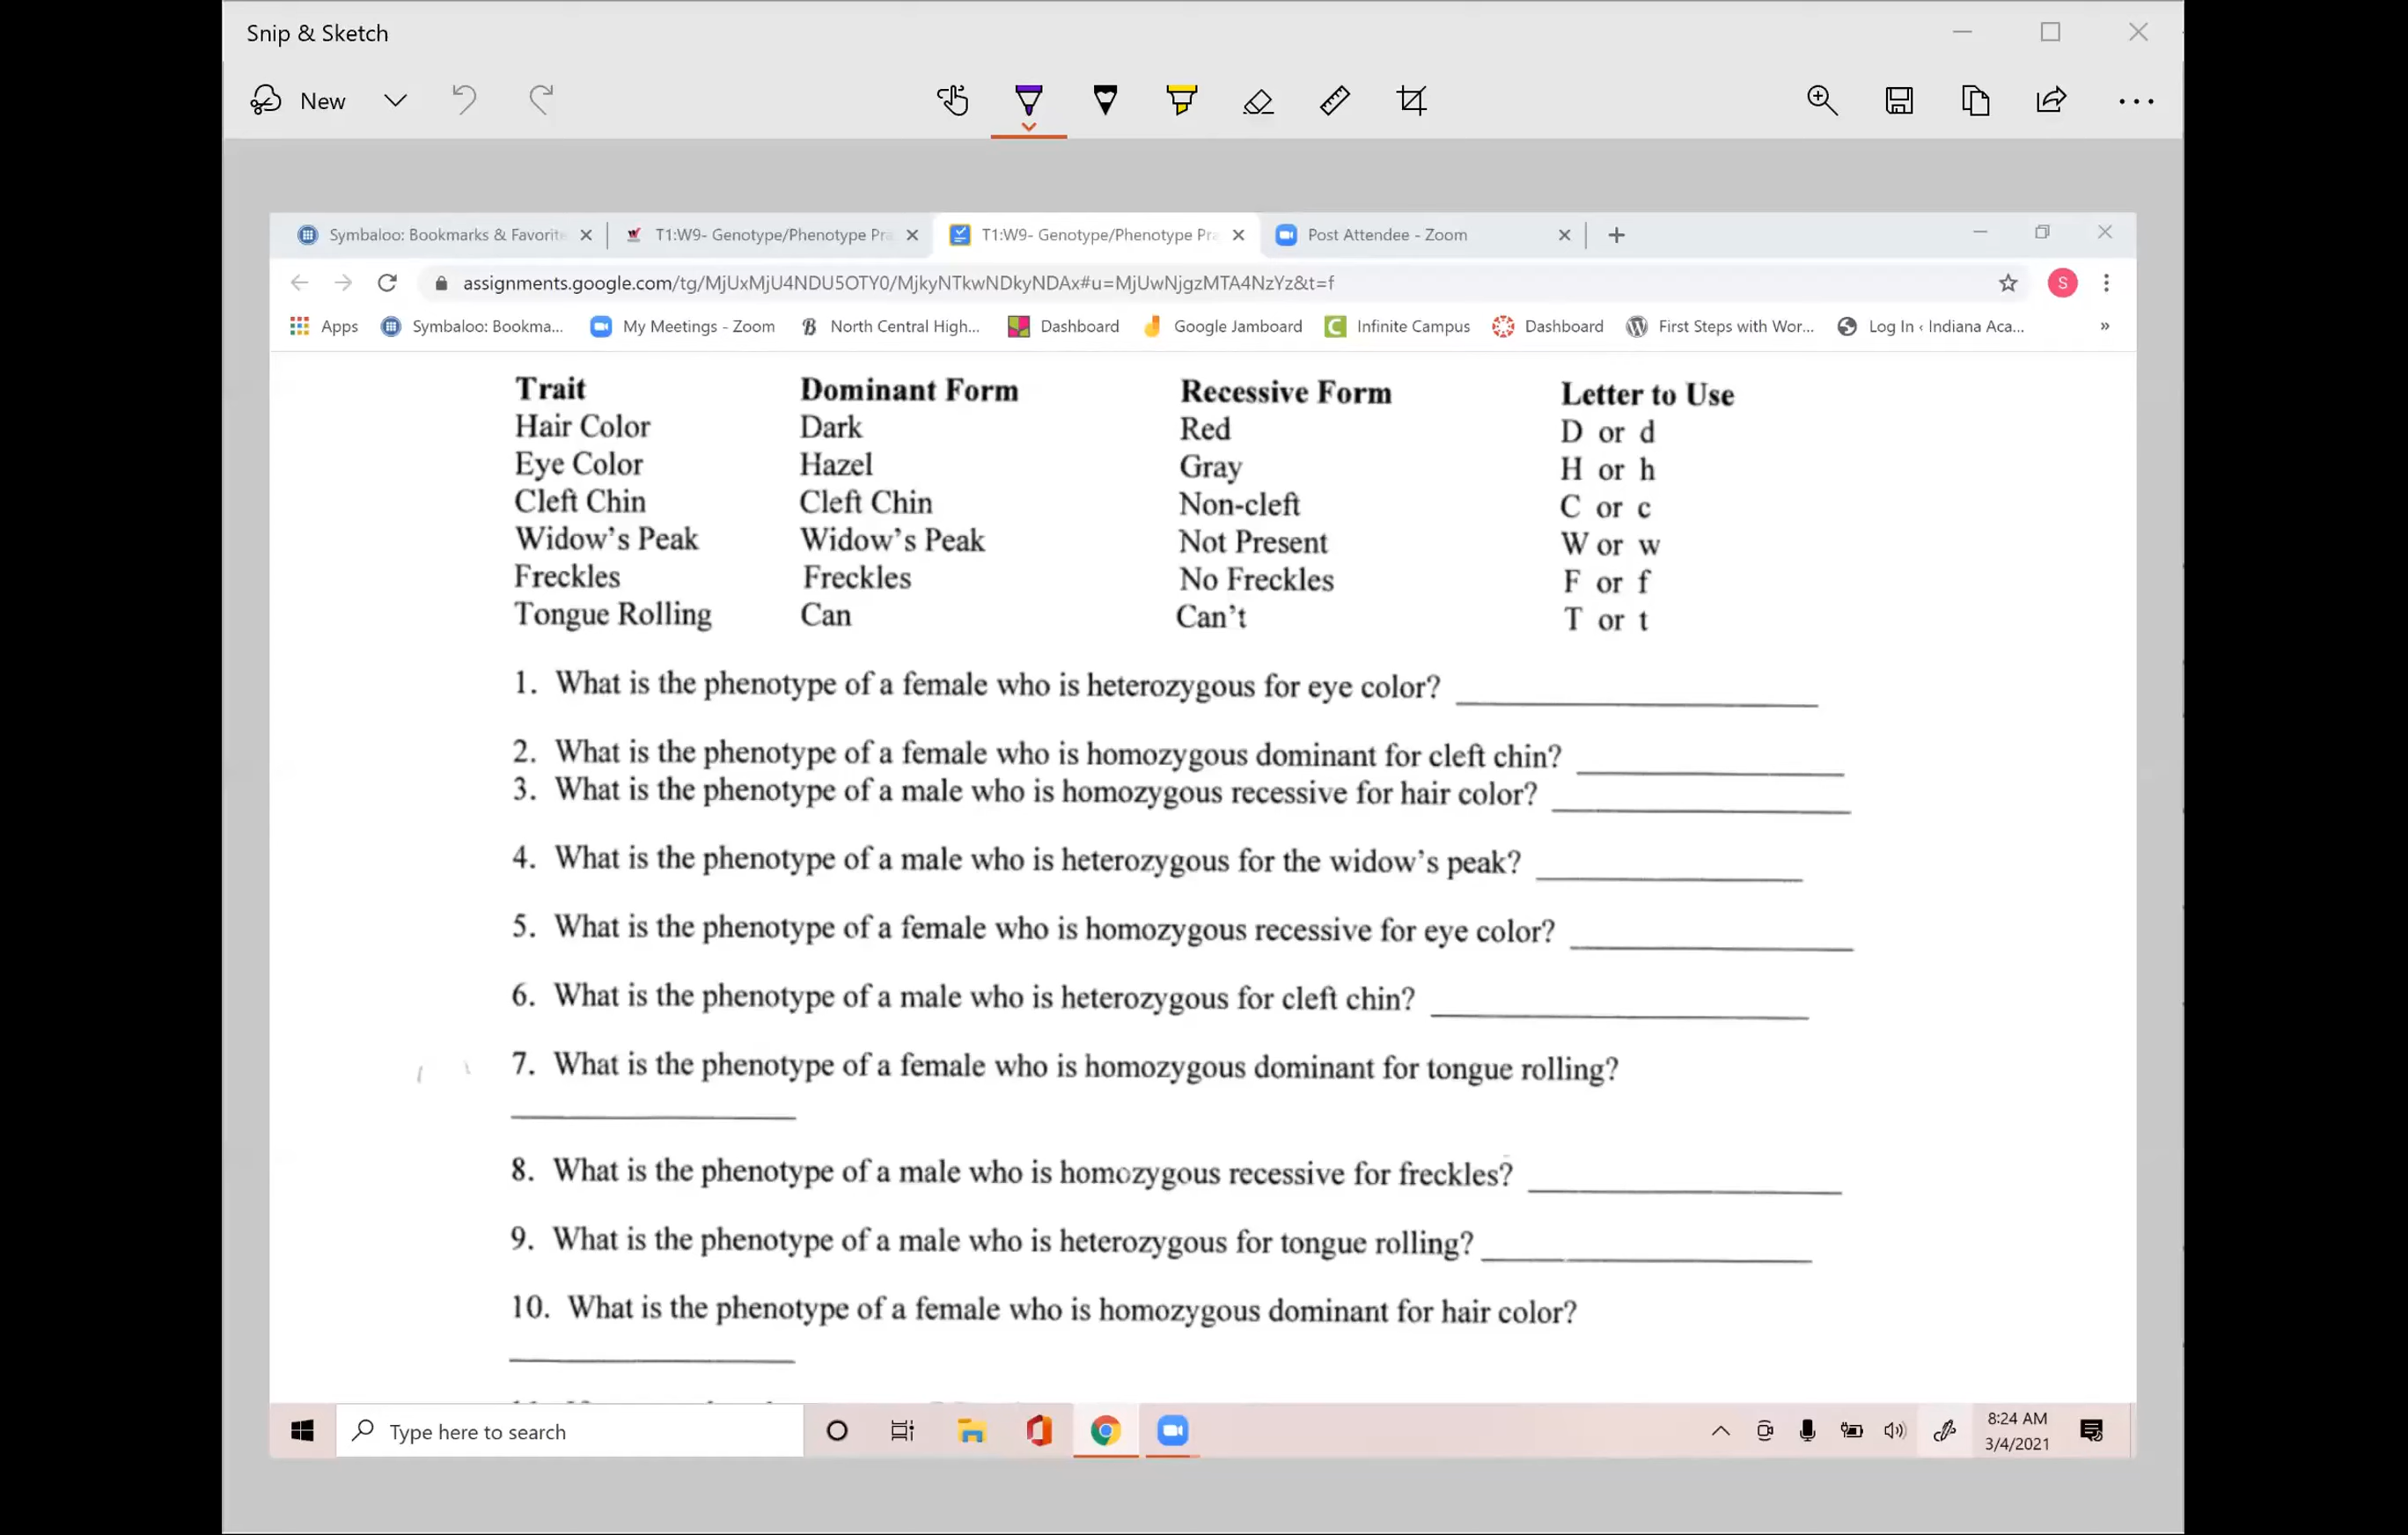 Snip & Sketch
New
Symbaloo: Bookmarks & Favorite
T1:W9- Genotype/Phenotype Pra
T1:W9- Genotype/Phenotype Pra
Post Attendee - Zoom
assignments.google.com/tg/MjUxMjU4NDU5OTY0/MjkyNTkwNDkyNDAx#u=MjUwNjgzMTA4NzYz&t=f
S
Apps
Symbaloo: Bookma...
My Meetings - Zoom
North Central High...
Dashboard
Google Jamboard
Infinite Campus
Dashboard
First Steps with Wor...
Log In ‹ Indiana Aca...
»
Trait Dominant Form Recessive Form Letter to Use
Hair Color Dark Red D or d
Eye Color Hazel Gray H or h
Cleft Chin Cleft Chin Non-cleft C or c
Widow's Peak Widow's Peak Not Present W or w
Freckles Freckles No Freckles F or f
Tongue Rolling Can Can't T or t
1. What is the phenotype of a female who is heterozygous for eye color?
2. What is the phenotype of a female who is homozygous dominant for cleft chin?
3. What is the phenotype of a male who is homozygous recessive for hair color?
4. What is the phenotype of a male who is heterozygous for the widow's peak?
5. What is the phenotype of a female who is homozygous recessive for eye color?
6. What is the phenotype of a male who is heterozygous for cleft chin?
7. What is the phenotype of a female who is homozygous dominant for tongue rolling?
8. What is the phenotype of a male who is homozygous recessive for freckles?
9. What is the phenotype of a male who is heterozygous for tongue rolling?
10. What is the phenotype of a female who is homozygous dominant for hair color?
Type here to search
8:24 AM
3/4/2021